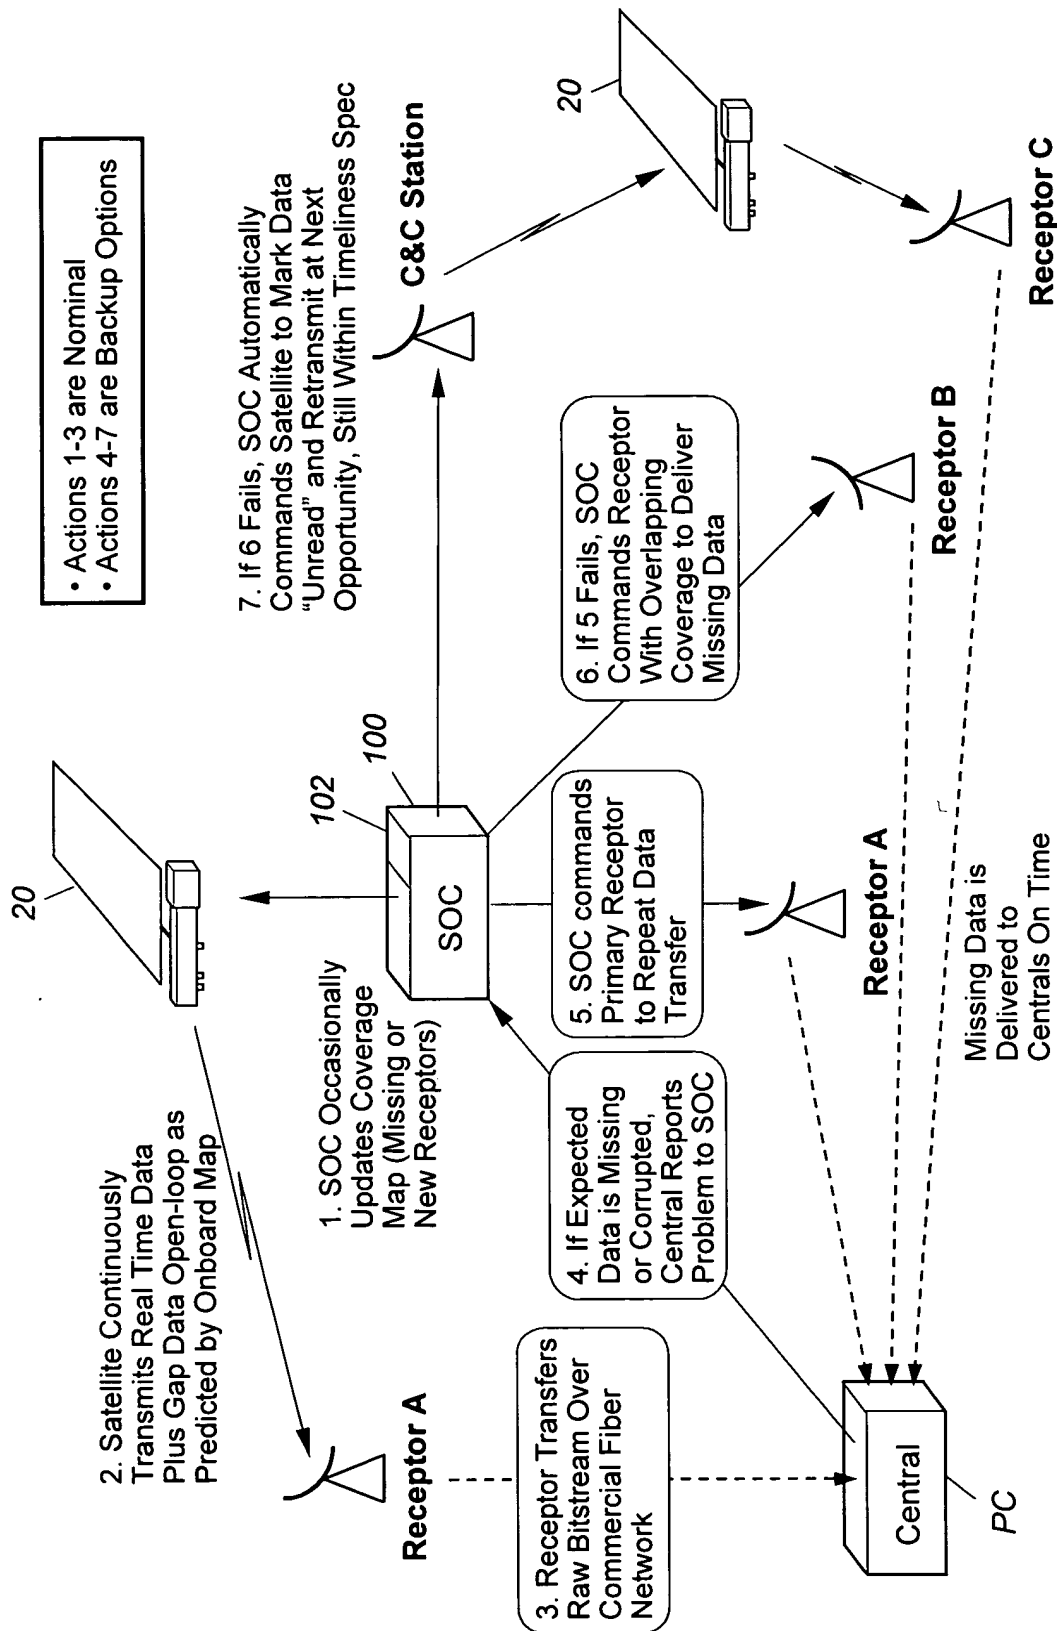 • Actions 1-3 are Nominal
• Actions 4-7 are Backup Options
20
2. Satellite Continuously
Transmits Real Time Data
Plus Gap Data Open-loop as
Predicted by Onboard Map
Receptor A
1. SOC Occasionally
Updates Coverage
Map (Missing or
New Receptors)
102
100
SOC
7. If 6 Fails, SOC Automatically
Commands Satellite to Mark Data
"Unread" and Retransmit at Next
Opportunity, Still Within Timeliness Spec
C&C Station
20
3. Receptor Transfers
Raw Bitstream Over
Commercial Fiber
Network
4. If Expected
Data is Missing
or Corrupted,
Central Reports
Problem to SOC
5. SOC commands
Primary Receptor
to Repeat Data
Transfer
6. If 5 Fails, SOC
Commands Receptor
With Overlapping
Coverage to Deliver
Missing Data
Receptor A
Receptor B
Receptor C
Central
PC
Missing Data is
Delivered to
Centrals On Time